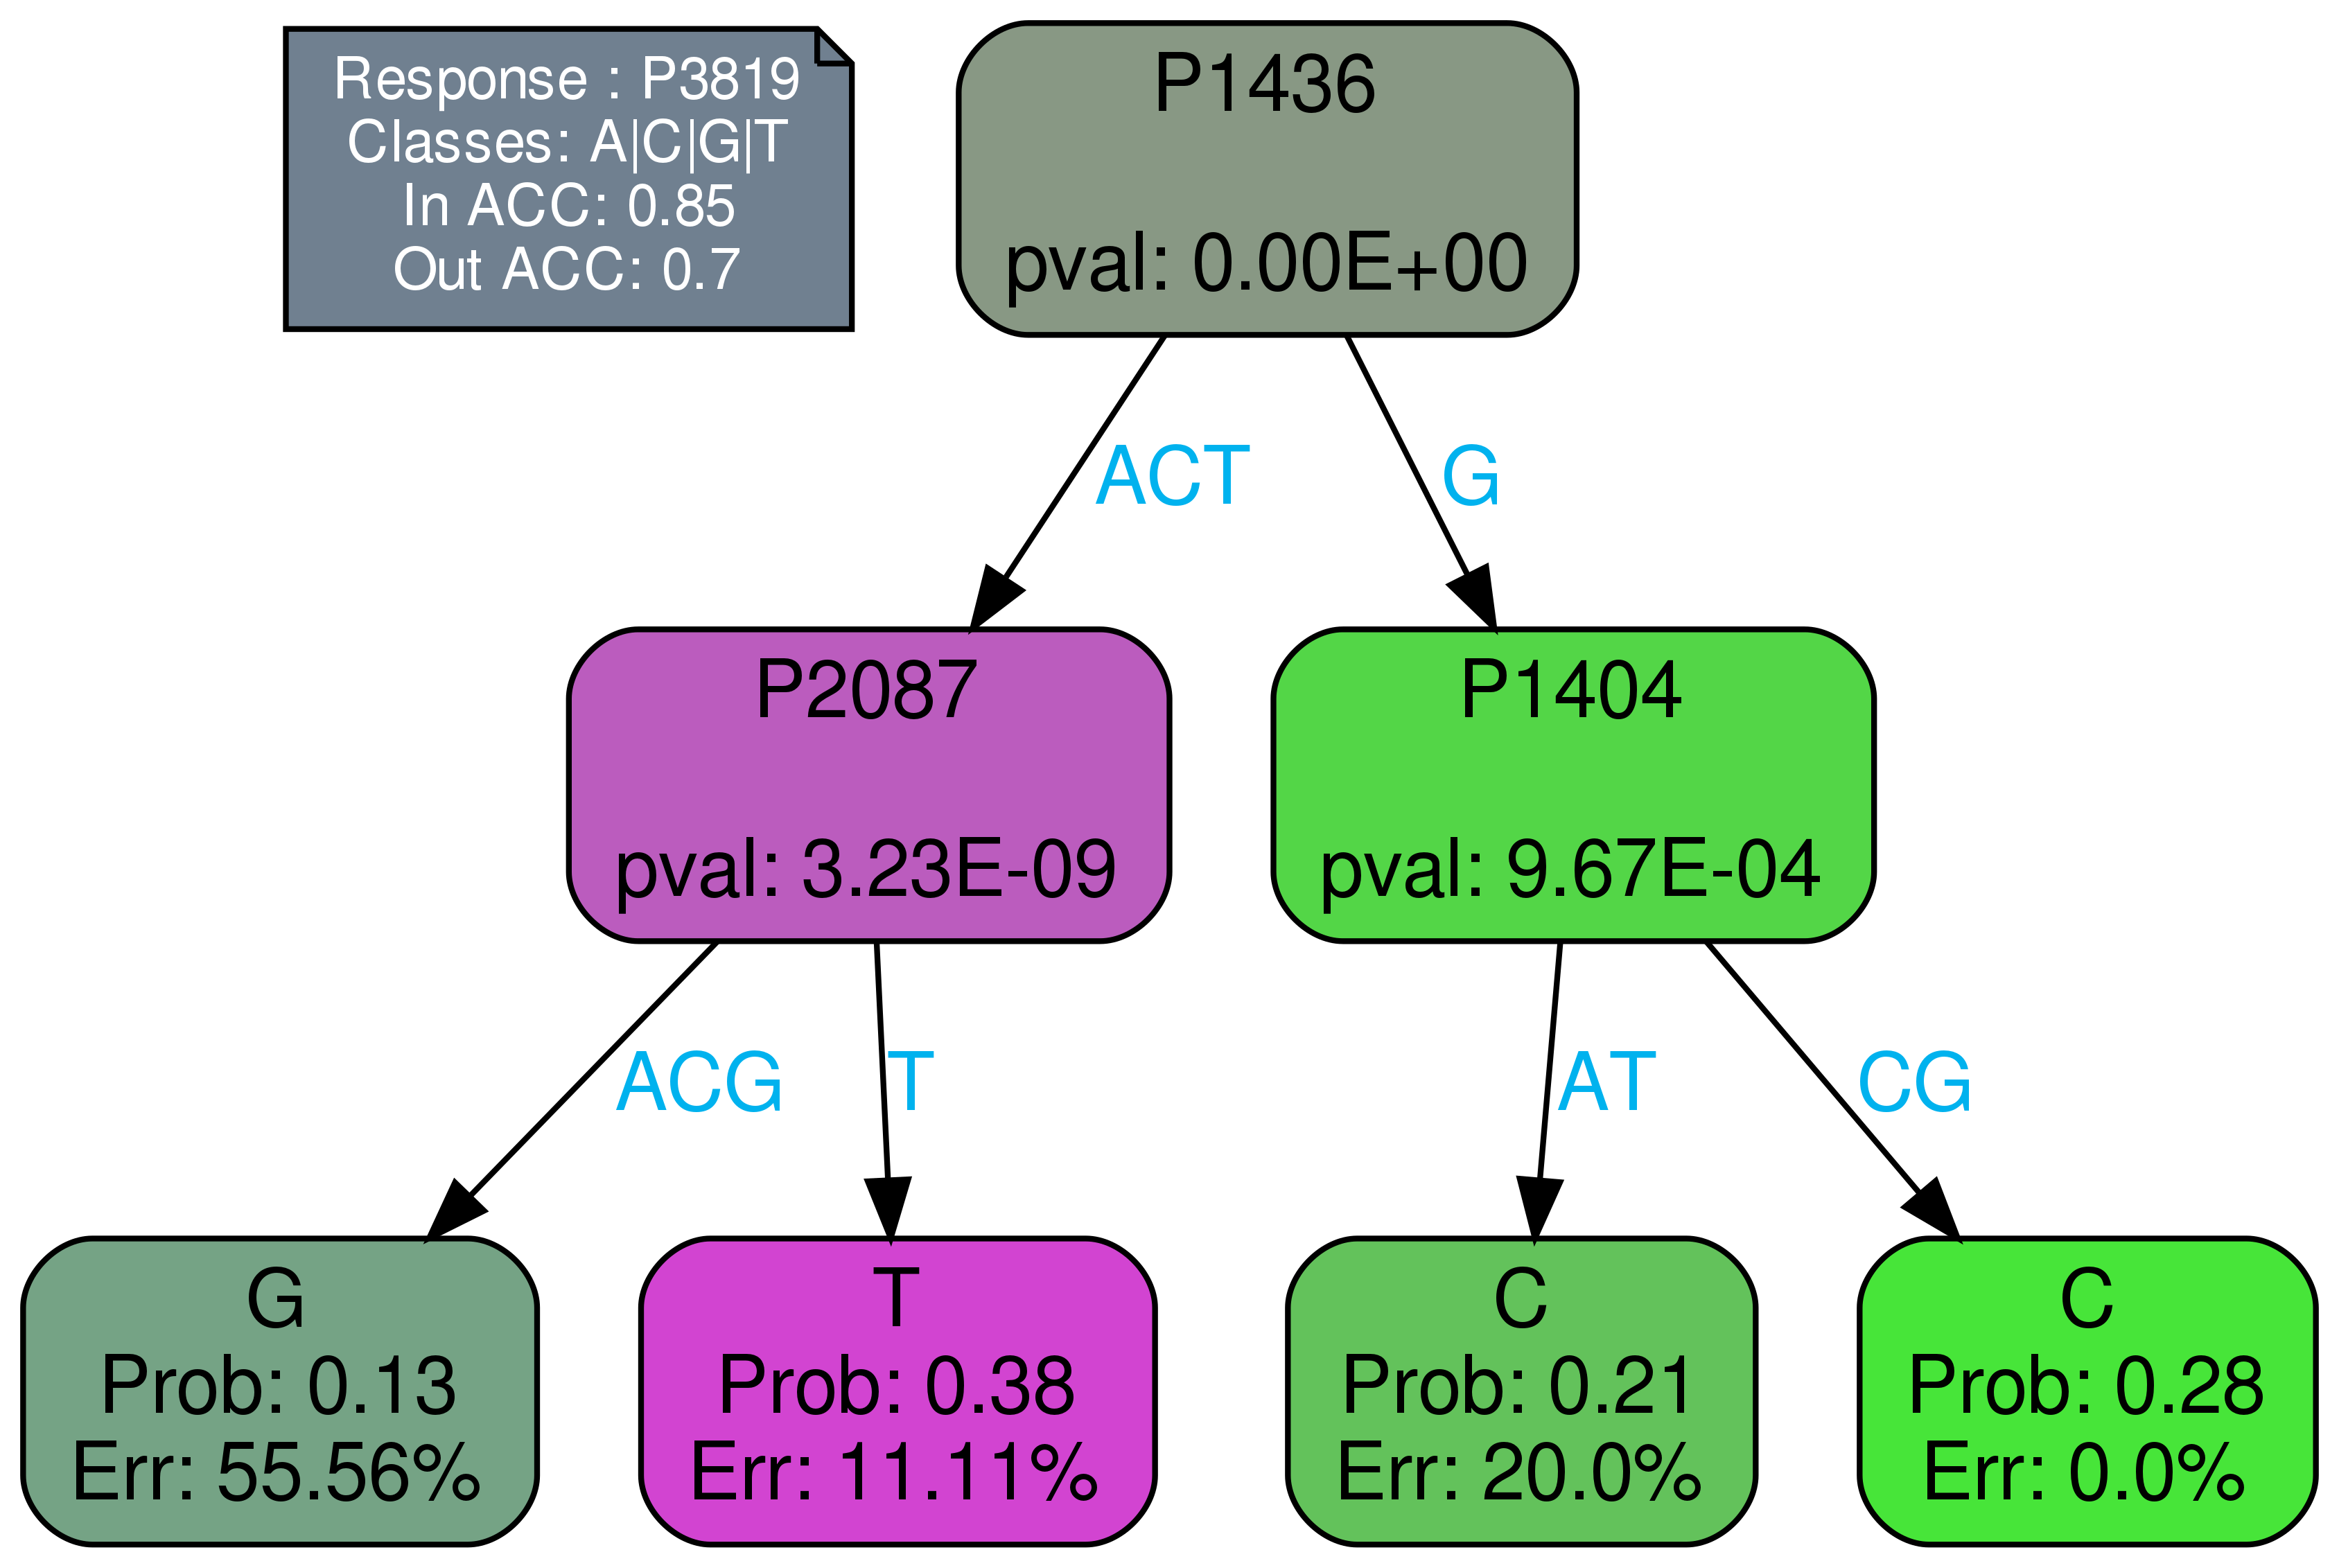 Response : P3819
Classes: A|C|G|T
In ACC: 0.85
Out ACC: 0.7
P1436
pval: 0.00E+00
ACT
G
P2087
pval: 3.23E-09
P1404
pval: 9.67E-04
ACG
T
AT
CG
G
Prob: 0.13
Err: 55.56%
T
Prob: 0.38
Err: 11.11%
C
Prob: 0.21
Err: 20.0%
C
Prob: 0.28
Err: 0.0%